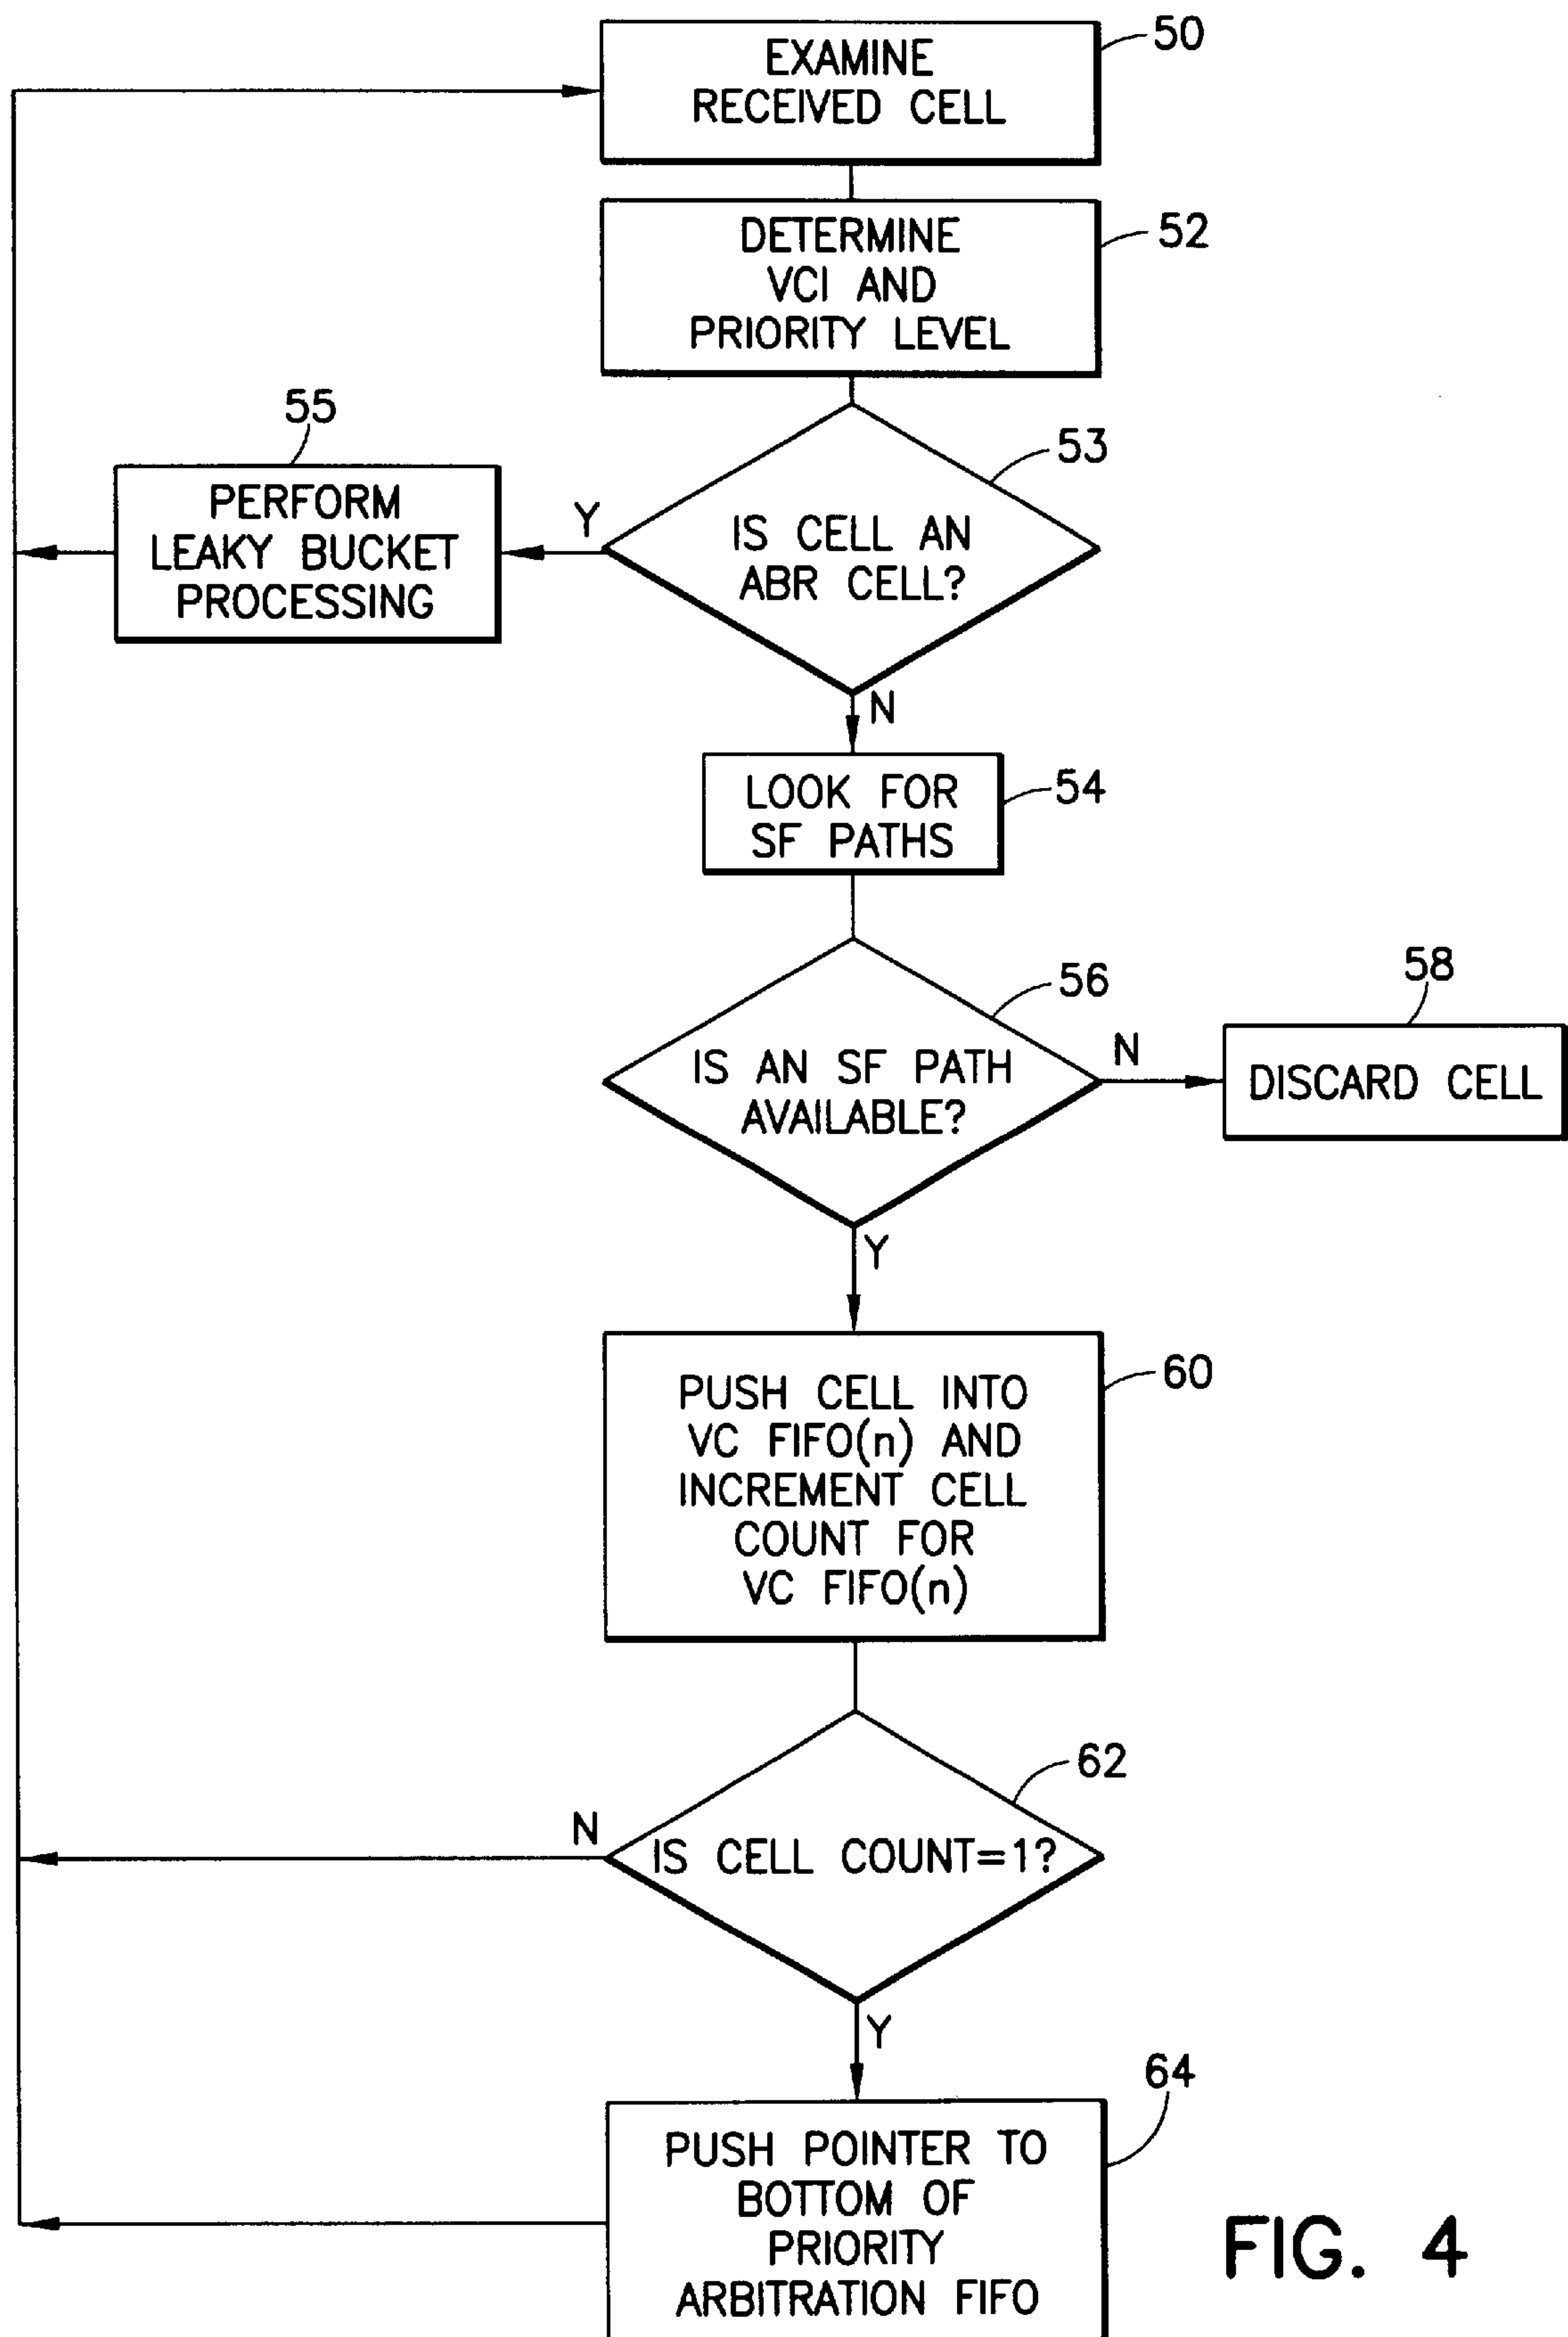 50
EXAMINE
RECEIVED CELL
52
DETERMINE
VCI AND
PRIORITY LEVEL
55
53
PERFORM
LEAKY BUCKET
PROCESSING
Y
IS CELL AN
ABR CELL?
N
LOOK FOR
SF PATHS
54
56
58
IS AN SF PATH
AVAILABLE?
N
DISCARD CELL
Y
60
PUSH CELL INTO
VC FIFO(n) AND
INCREMENT CELL
COUNT FOR
VC FIFO(n)
62
N
IS CELL COUNT=1?
Y
64
PUSH POINTER TO
BOTTOM OF
PRIORITY
ARBITRATION FIFO
FIG. 4